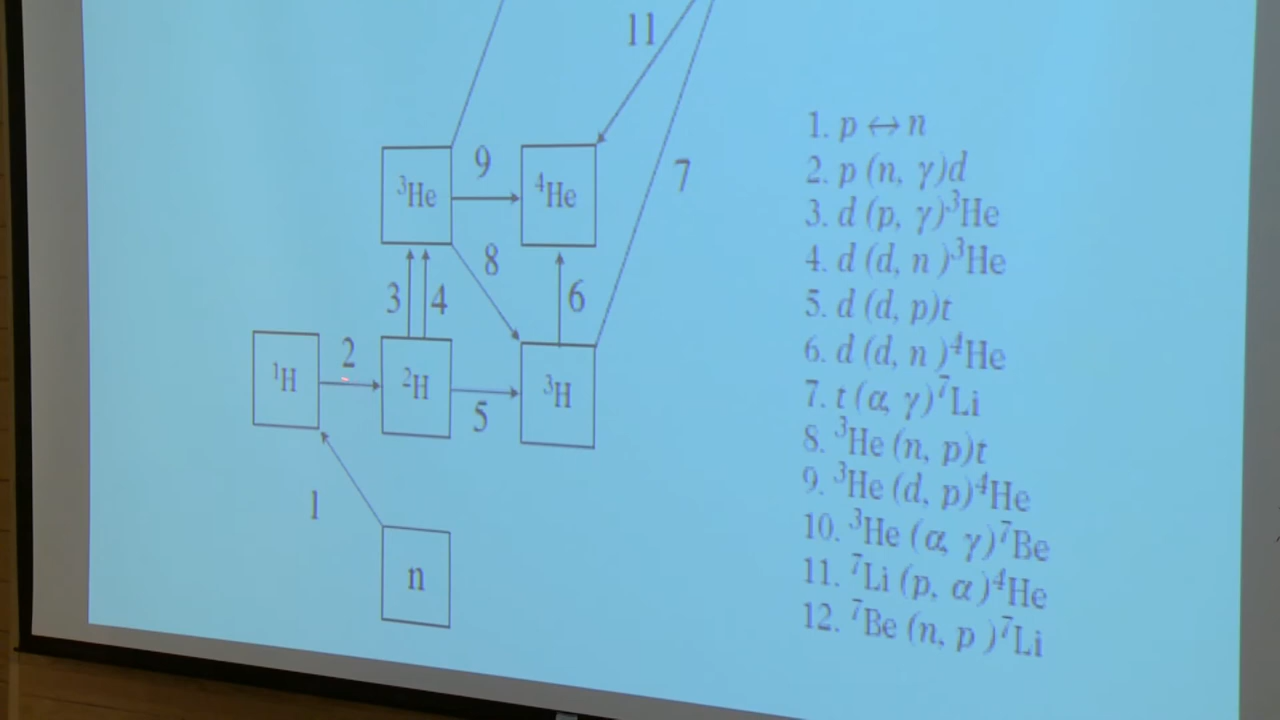 11
7
9
³He
⁴He
8
3
4
6
2
¹H
²H
³H
5
1
n
1. p ↔ n
2. p (n, γ)d
3. d (p, γ)³He
4. d (d, n )³He
5. d (d, p)t
6. d (d, n )⁴He
7. t (α, γ)⁷Li
8. ³He (n, p)t
9. ³He (d, p)⁴He
10. ³He (α, γ)⁷Be
11. ⁷Li (p, α )⁴He
12. ⁷Be (n, p )⁷Li